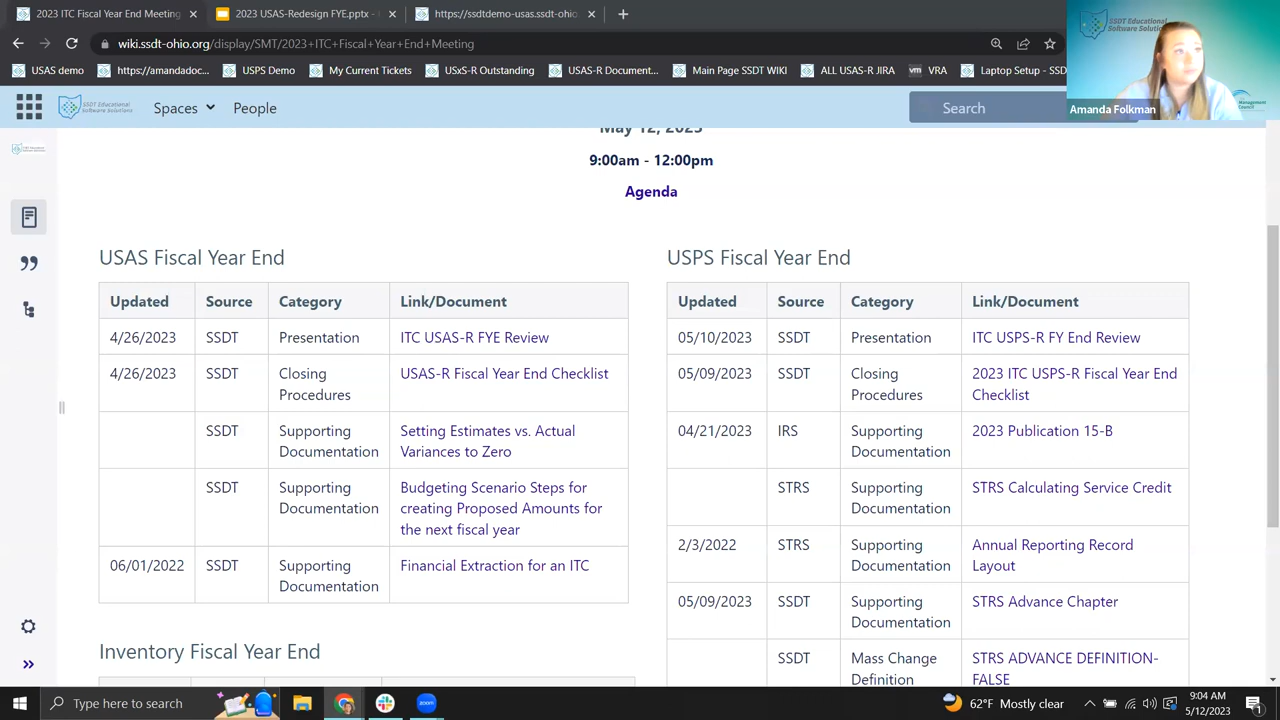 2023 ITC Fiscal Year End Meeting
2023 USAS-Redesign FYE.pptx -
https://ssdtdemo-usas.ssdt-ohio
wiki.ssdt-ohio.org/display/SMT/2023+ITC+Fiscal+Year+End+Meeting
USAS demo
https://amandadoc...
USPS Demo
My Current Tickets
USAS-R Documen...
Main Page SSDT WIKI
ALL USAS-R JIRA
vm VRA
Laptop Setup - SSD
SSDT Educational
Software Solutions
Spaces
People
Search
Amanda Folkman
Management
Council
May 12, 2023
9:00am - 12:00pm
Agenda
USAS Fiscal Year End
Updated Source Category Link/Document
4/26/2023 SSDT Presentation ITC USAS-R FYE Review
4/26/2023 SSDT Closing USAS-R Fiscal Year End Checklist
Procedures
SSDT Supporting Setting Estimates vs. Actual
Documentation Variances to Zero
SSDT Supporting Budgeting Scenario Steps for
Documentation creating Proposed Amounts for
the next fiscal year
06/01/2022 SSDT Supporting Financial Extraction for an ITC
Documentation
Inventory Fiscal Year End
USPS Fiscal Year End
Updated Source Category Link/Document
05/10/2023 SSDT Presentation ITC USPS-R FY End Review
05/09/2023 SSDT Closing 2023 ITC USPS-R Fiscal Year End
Procedures Checklist
04/21/2023 IRS Supporting 2023 Publication 15-B
Documentation
STRS Supporting STRS Calculating Service Credit
Documentation
2/3/2022 STRS Supporting Annual Reporting Record
Documentation Layout
05/09/2023 SSDT Supporting STRS Advance Chapter
Documentation
SSDT Mass Change STRS ADVANCE DEFINITION-
Definition FALSE
Type here to search
zoom
62°F Mostly clear
9:04 AM
5/12/2023
1